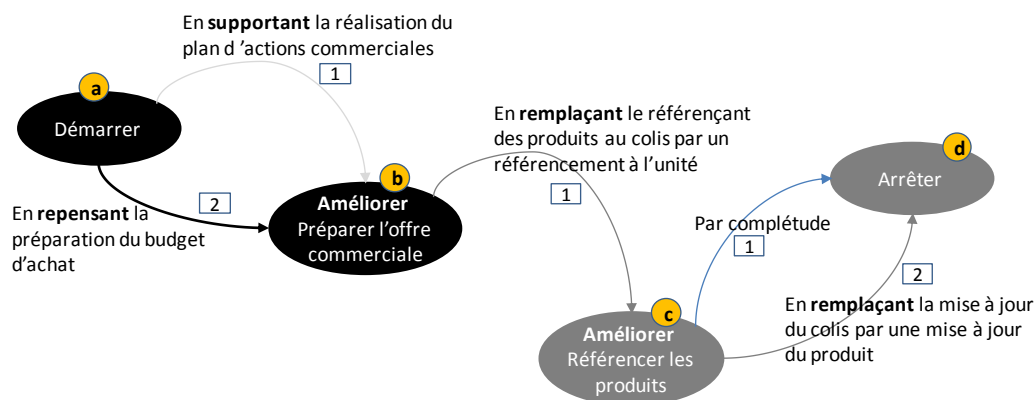 En supportant la réalisation du
plan d ’actions commerciales
1
a
Démarrer
En repensant la
préparation du budget
d’achat
2
b
Améliorer
Préparer l’offre
commerciale
En remplaçant le référençant
des produits au colis par un
référencement à l’unité
1
d
Arrêter
Par complétude
1
2
c
Améliorer
Référencer les
produits
En remplaçant la mise à jour
du colis par une mise à jour
du produit